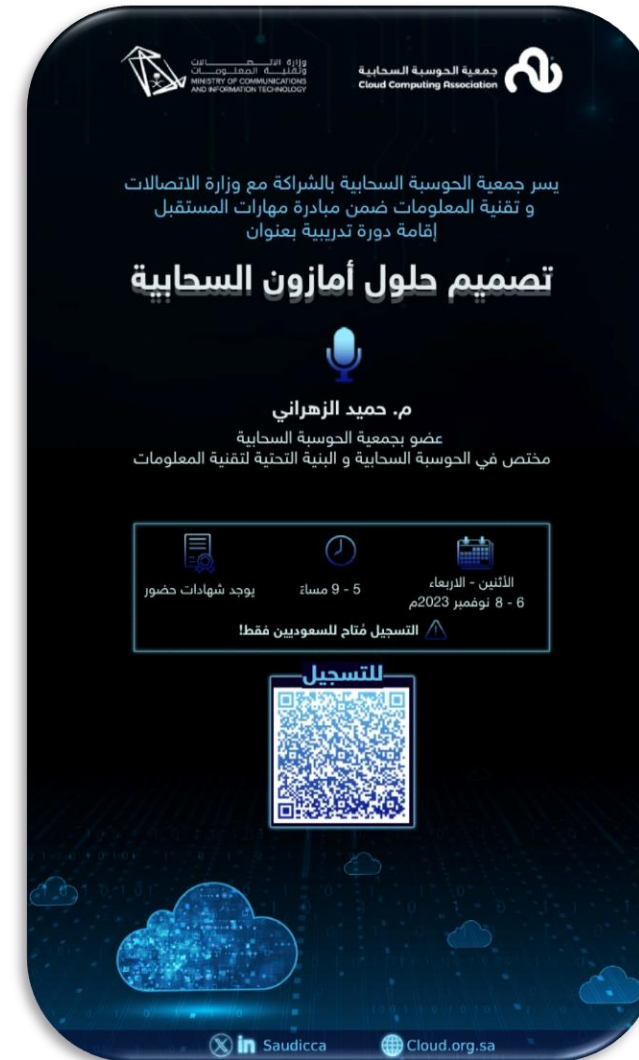 جمعية الحوسبة السحابية
Cloud Computing Association
وزارة الاتصالات
وتقنية المعلومات
MINISTRY OF COMMUNICATIONS
AND INFORMATION TECHNOLOGY
يسر جمعية الحوسبة السحابية بالشراكة مع وزارة الاتصالات
و تقنية المعلومات ضمن مبادرة مهارات المستقبل
إقامة دورة تدريبية بعنوان
تصميم حلول أمازون السحابية
م. حميد الزهراني
عضو بجمعية الحوسبة السحابية
مختص في الحوسبة السحابية و البنية التحتية لتقنية المعلومات
الأثنين - الاربعاء
6 - 8 نوفمبر 2023م
5 - 9 مساءً
يوجد شهادات حضور
التسجيل مُتاح للسعوديين فقط!
للتسجيل
Saudicca
Cloud.org.sa